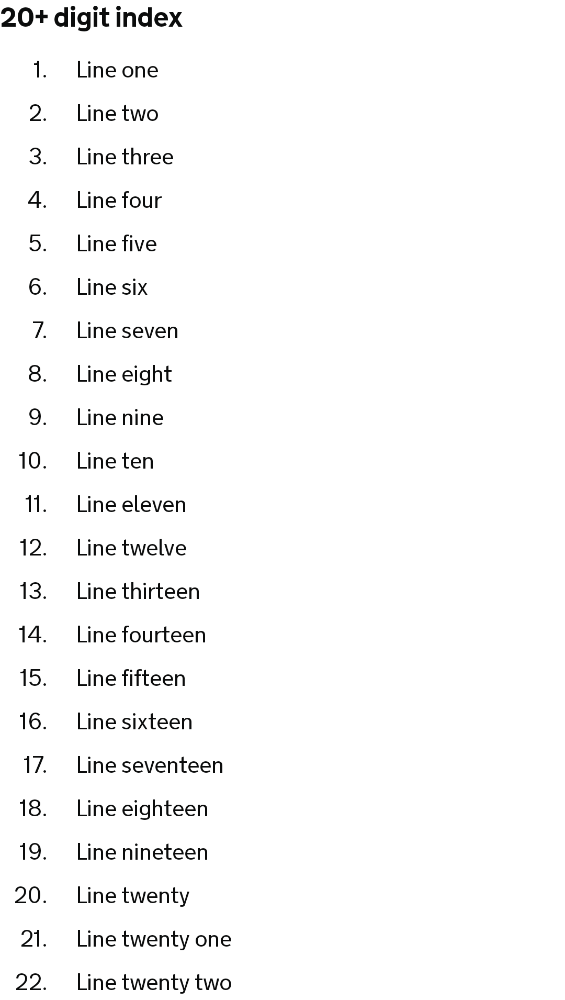 20+ digit index
1. Line one
2. Line two
3. Line three
4. Line four
5. Line five
6. Line six
7. Line seven
8. Line eight
9. Line nine
10. Line ten
11. Line eleven
12. Line twelve
13. Line thirteen
14. Line fourteen
15. Line fifteen
16. Line sixteen
17. Line seventeen
18. Line eighteen
19. Line nineteen
20. Line twenty
21. Line twenty one
22. Line twenty two